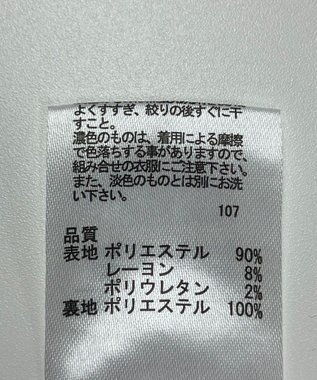 よくすすぎ、絞りの後すぐに干
すこと。
濃色のものは、着用による摩擦
で色落ちする事がありますので、
組み合せの衣服にご注意下さい。
また、淡色のものとは別にお洗
い下さい。
107
品質
表地 ポリエステル 90%
レーヨン 8%
ポリウレタン 2%
裏地 ポリエステル 100%